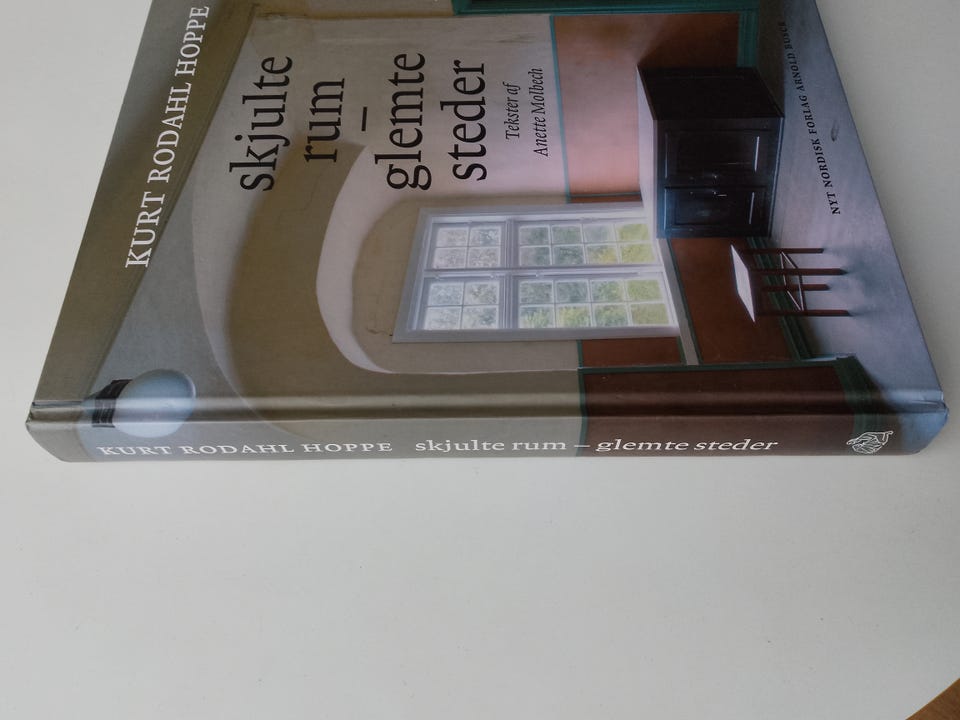 KURT RODAHL HOPPE
skjulte
rum
–
glemte
steder
Tekster af
Anette Molbech
NYT NORDISK FORLAG ARNOLD BUSCK
KURT RODAHL HOPPE skjulte rum – glemte steder